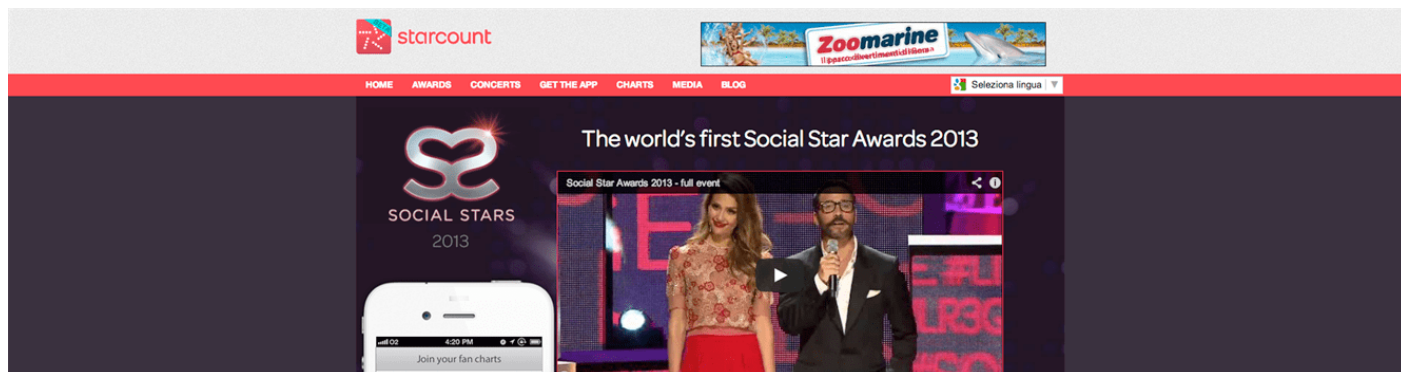 starcount
Zoomarine
HOME AWARDS CONCERTS GET THE APP CHARTS MEDIA BLOG
Seleziona lingua
The world's first Social Star Awards 2013
Social Star Awards 2013 - full event
SOCIAL STARS
2013
O2 4:20 PM
Join your fan charts